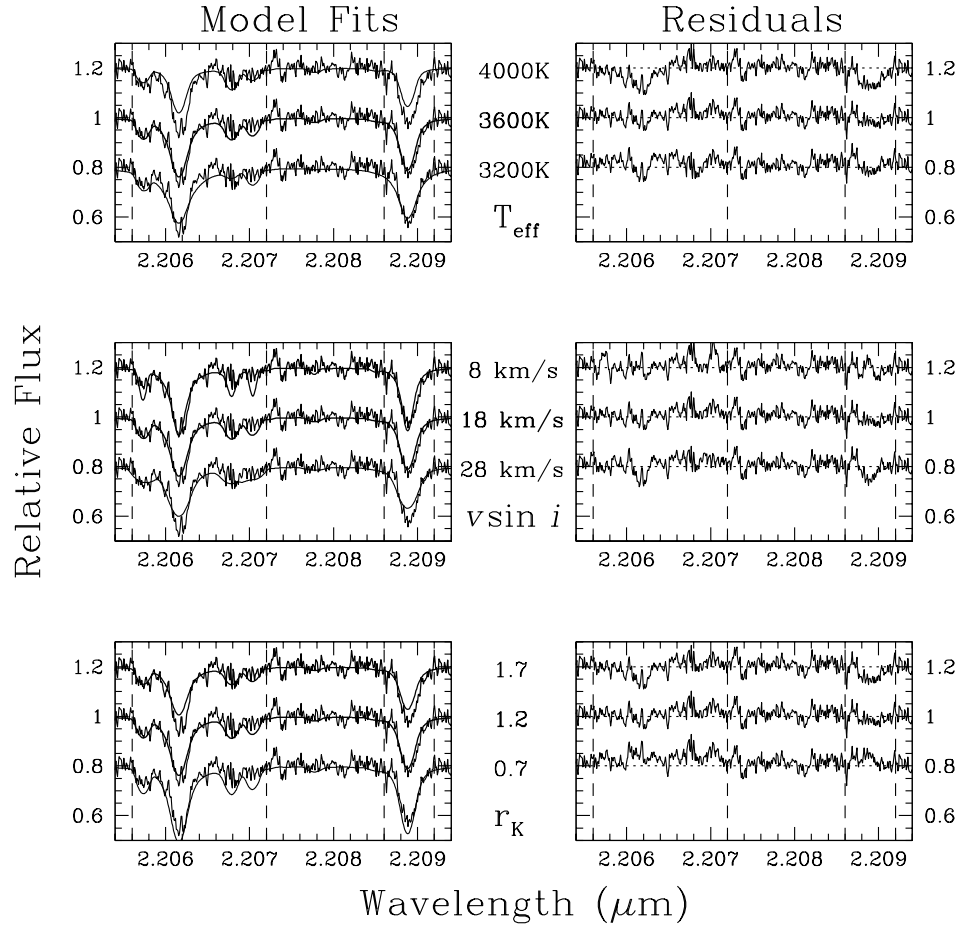 Model Fits Residuals
1.2 4000K 1.2
1 3600K 1
0.8 3200K 0.8
0.6 T_eff 0.6
2.206 2.207 2.208 2.209 2.206 2.207 2.208 2.209
Relative Flux
1.2 8 km/s 1.2
1 18 km/s 1
0.8 28 km/s 0.8
0.6 v sin i 0.6
2.206 2.207 2.208 2.209 2.206 2.207 2.208 2.209
1.2 1.7 1.2
1 1.2 1
0.8 0.7 0.8
0.6 r_K 0.6
2.206 2.207 2.208 2.209 2.206 2.207 2.208 2.209
Wavelength (μm)